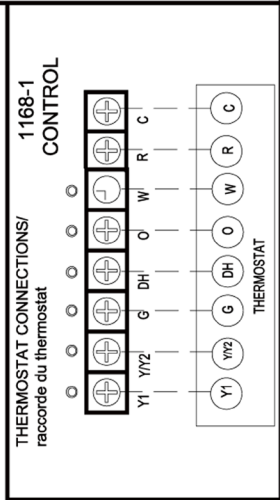 THERMOSTAT CONNECTIONS/
raccorde du thermostat
1168-1
CONTROL
Y1 Y/Y2 G DH O W R C
Y1 Y/Y2 G DH O W R C
THERMOSTAT